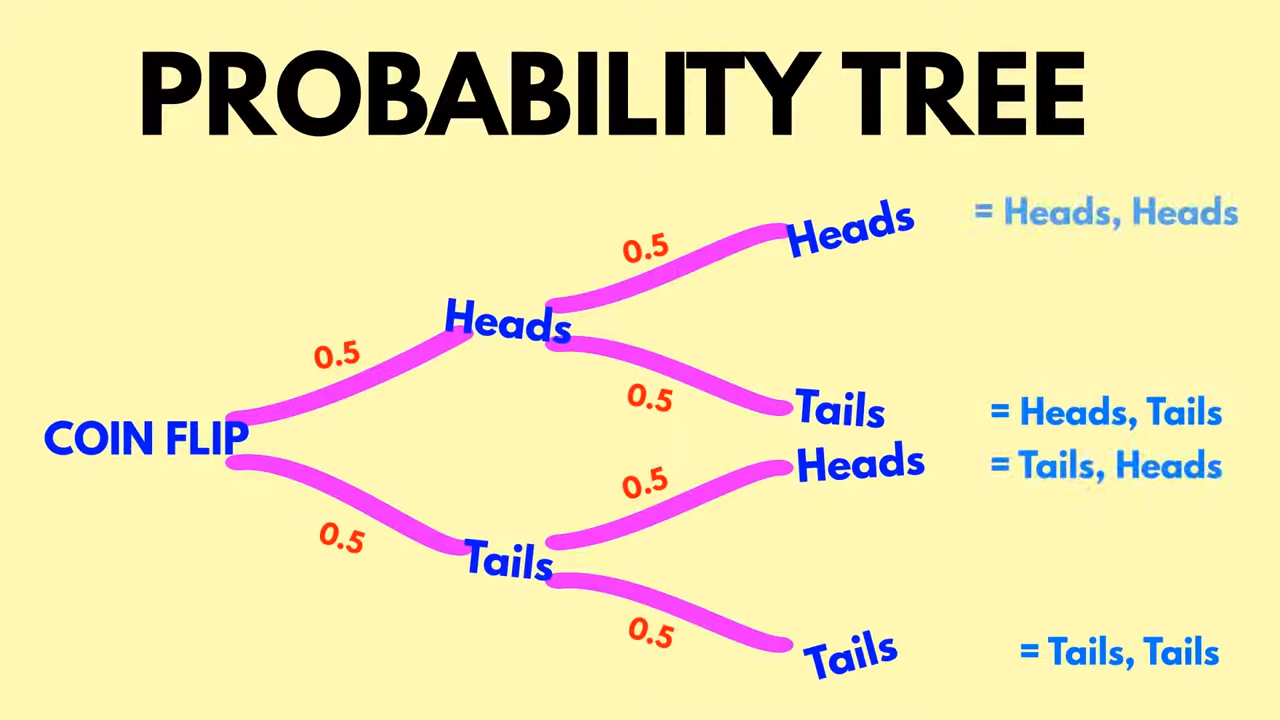 PROBABILITY TREE
Heads
= Heads, Heads
0.5
Heads
0.5
0.5
Tails
= Heads, Tails
COIN FLIP
Heads
= Tails, Heads
0.5
0.5
Tails
0.5
Tails
= Tails, Tails